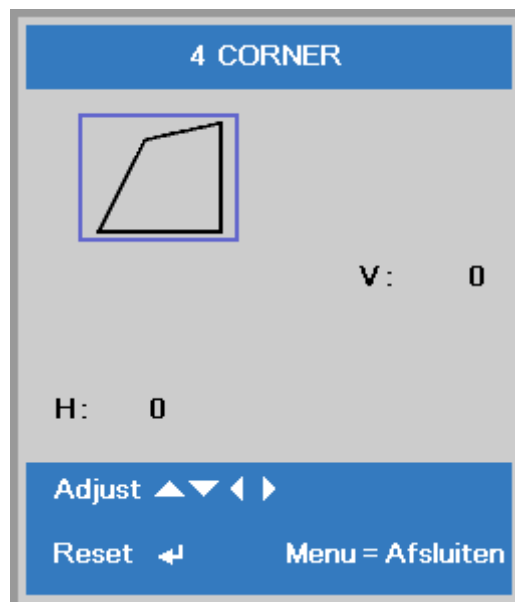 4 CORNER
V: 0
H: 0
Adjust ▲▼◀▶
Reset ↵ Menu = Afsluiten